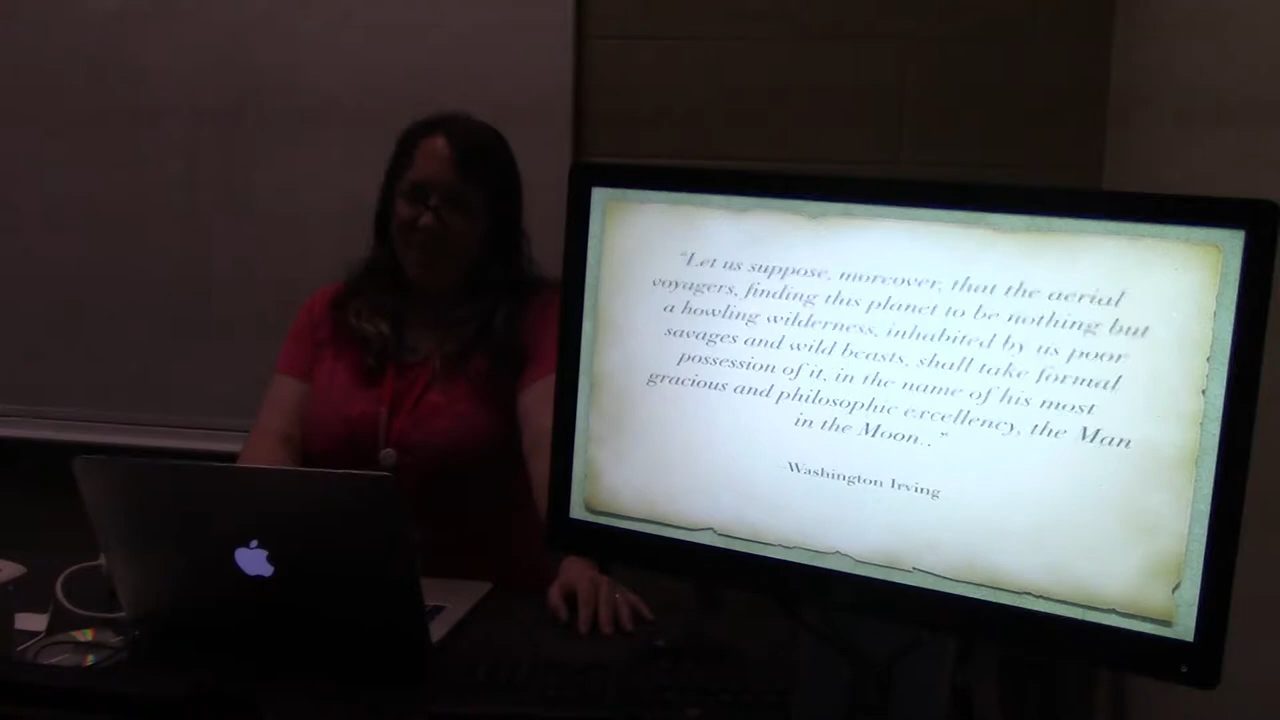 “Let us suppose, moreover, that the aerial
voyagers, finding this planet to be nothing but
a howling wilderness, inhabited by us poor
savages and wild beasts, shall take formal
possession of it, in the name of his most
gracious and philosophic excellency, the Man
in the Moon..”
Washington Irving